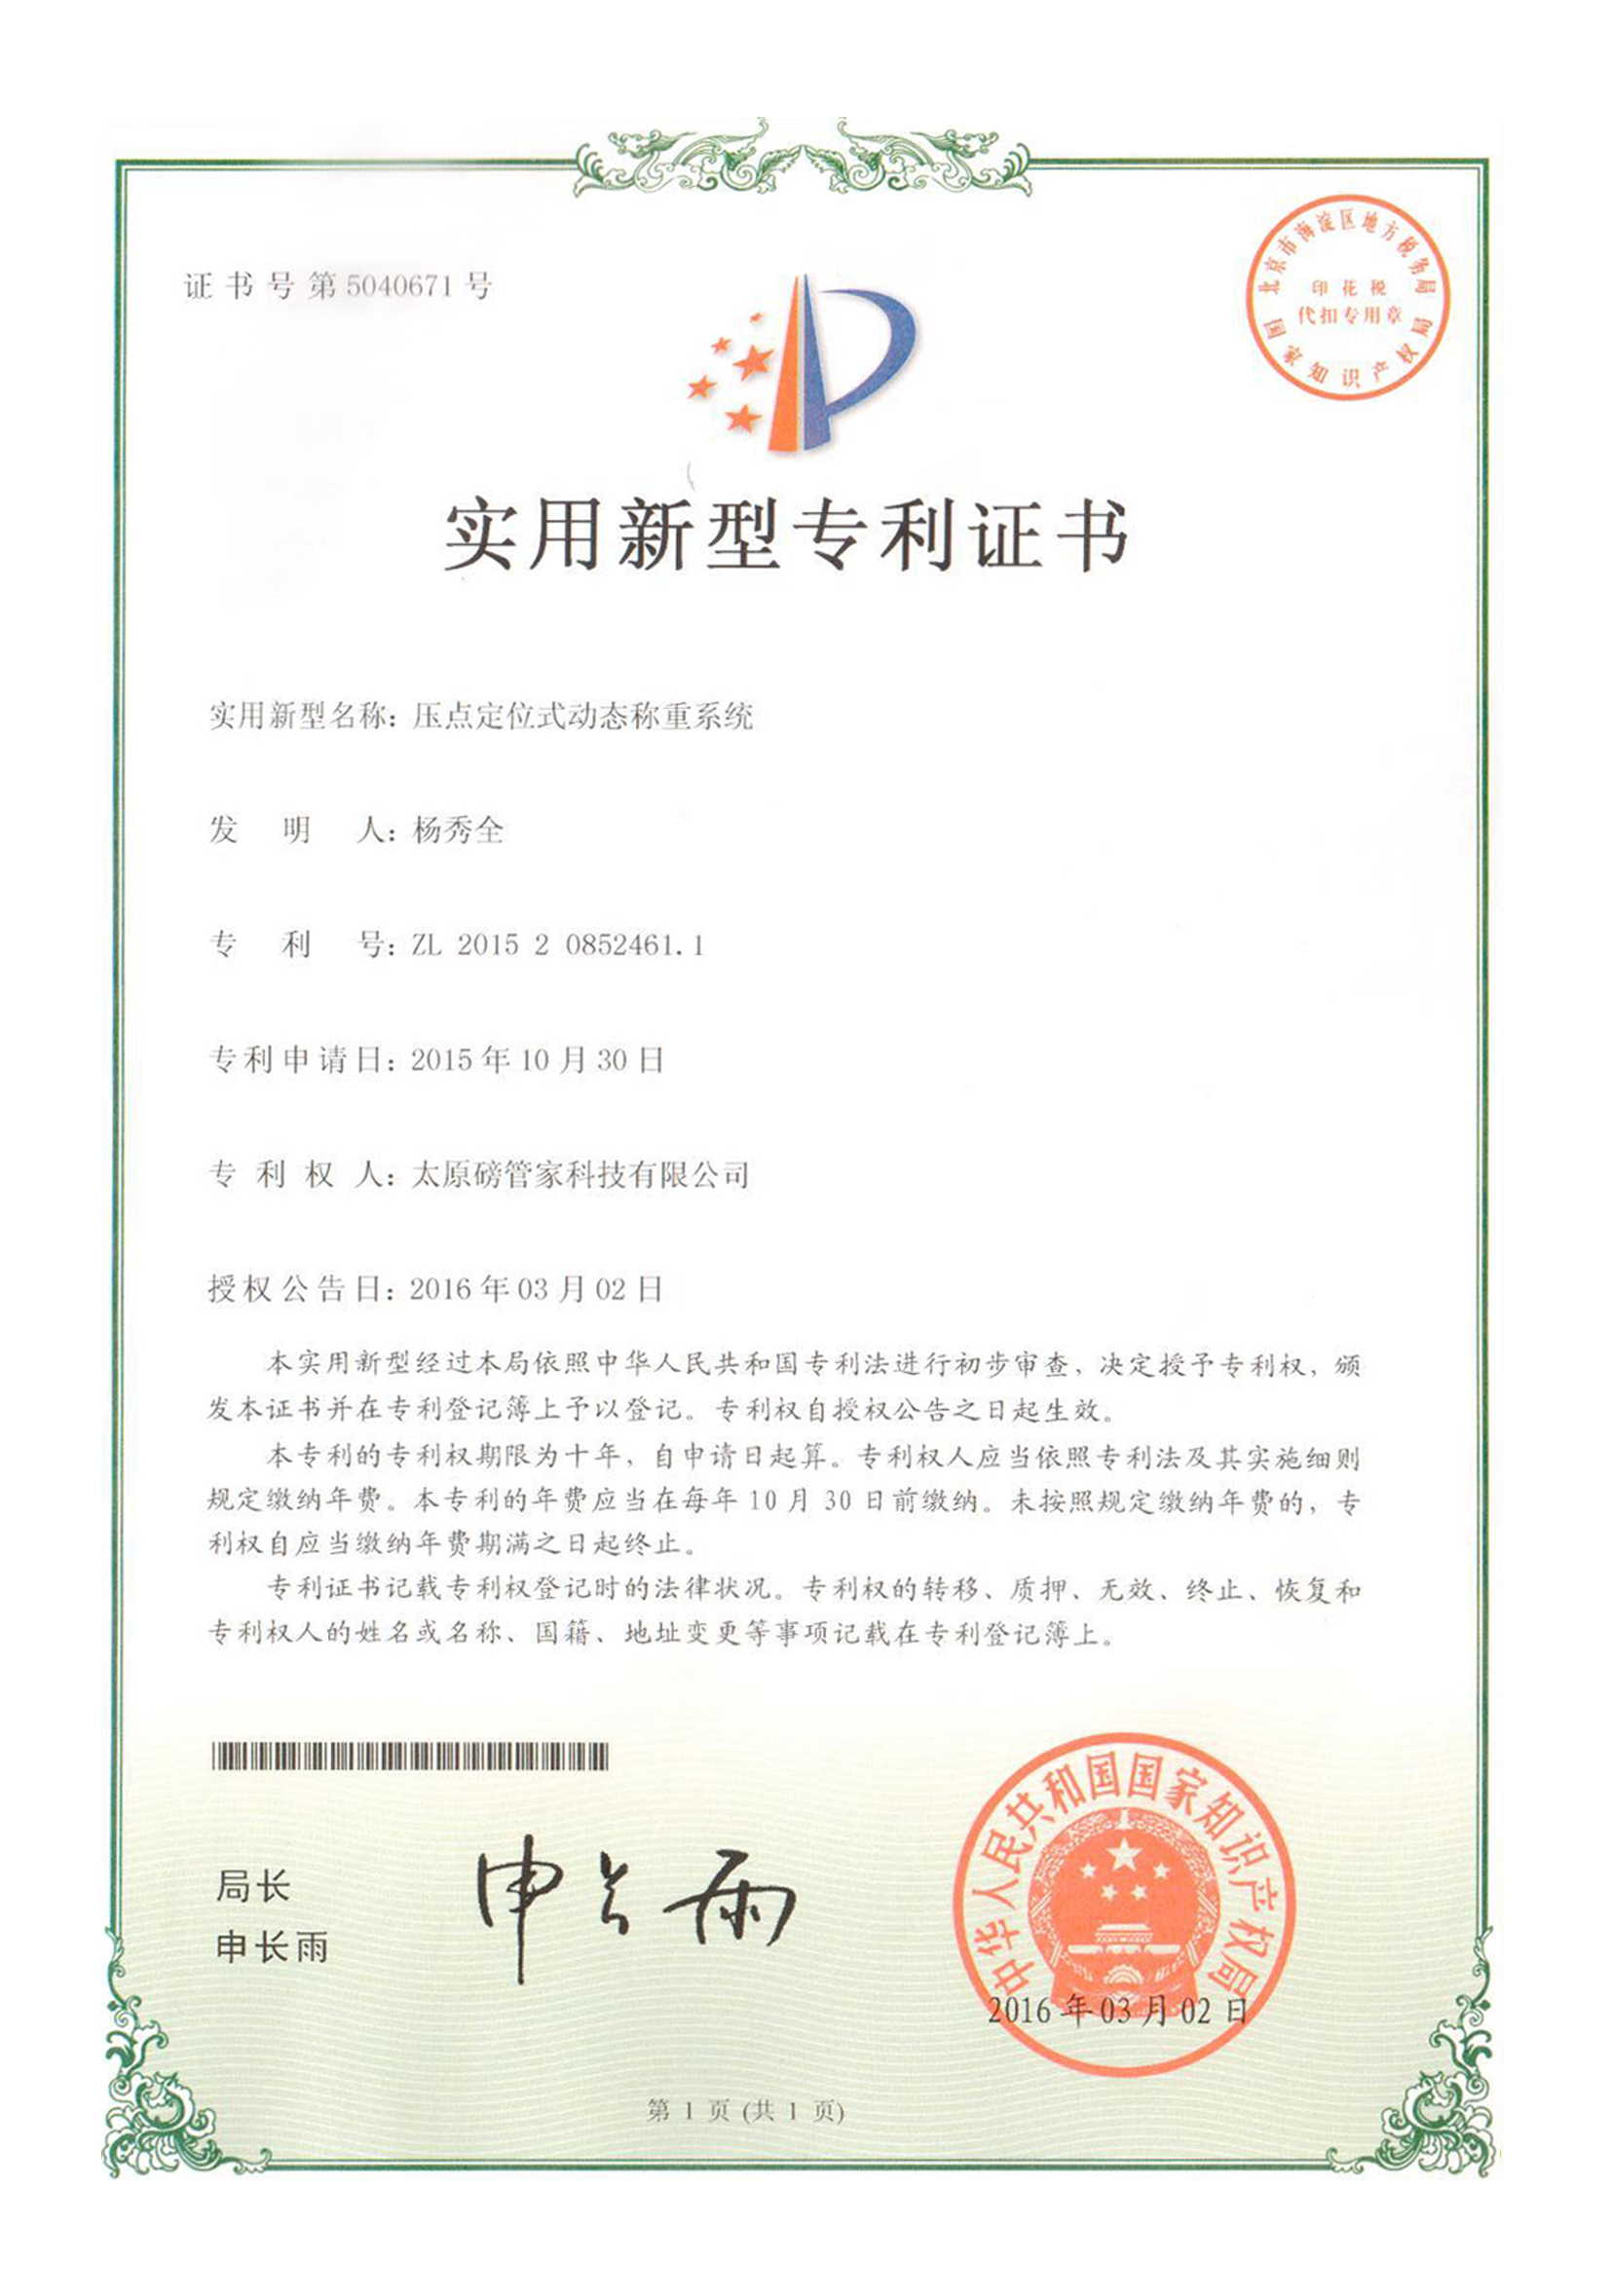 证书号第5040671号
北京市海淀区地方税务局
印花税
代扣专用章
国家知识产权局
实用新型专利证书
实用新型名称：压点定位式动态称重系统
发明人：杨秀全
专利号：ZL 2015 2 0852461.1
专利申请日：2015年10月30日
专利权人：太原磅管家科技有限公司
授权公告日：2016年03月02日
本实用新型经过本局依照中华人民共和国专利法进行初步审查，决定授予专利权，颁
发本证书并在专利登记簿上予以登记。专利权自授权公告之日起生效。
本专利的专利权期限为十年，自申请日起算。专利权人应当依照专利法及其实施细则
规定缴纳年费。本专利的年费应当在每年10月30日前缴纳。未按照规定缴纳年费的，专
利权自应当缴纳年费期满之日起终止。
专利证书记载专利权登记时的法律状况。专利权的转移、质押、无效、终止、恢复和
专利权人的姓名或名称、国籍、地址变更等事项记载在专利登记簿上。
局长
申长雨
申长雨
中华人民共和国国家知识产权局
2016年03月02日
第1页(共1页)